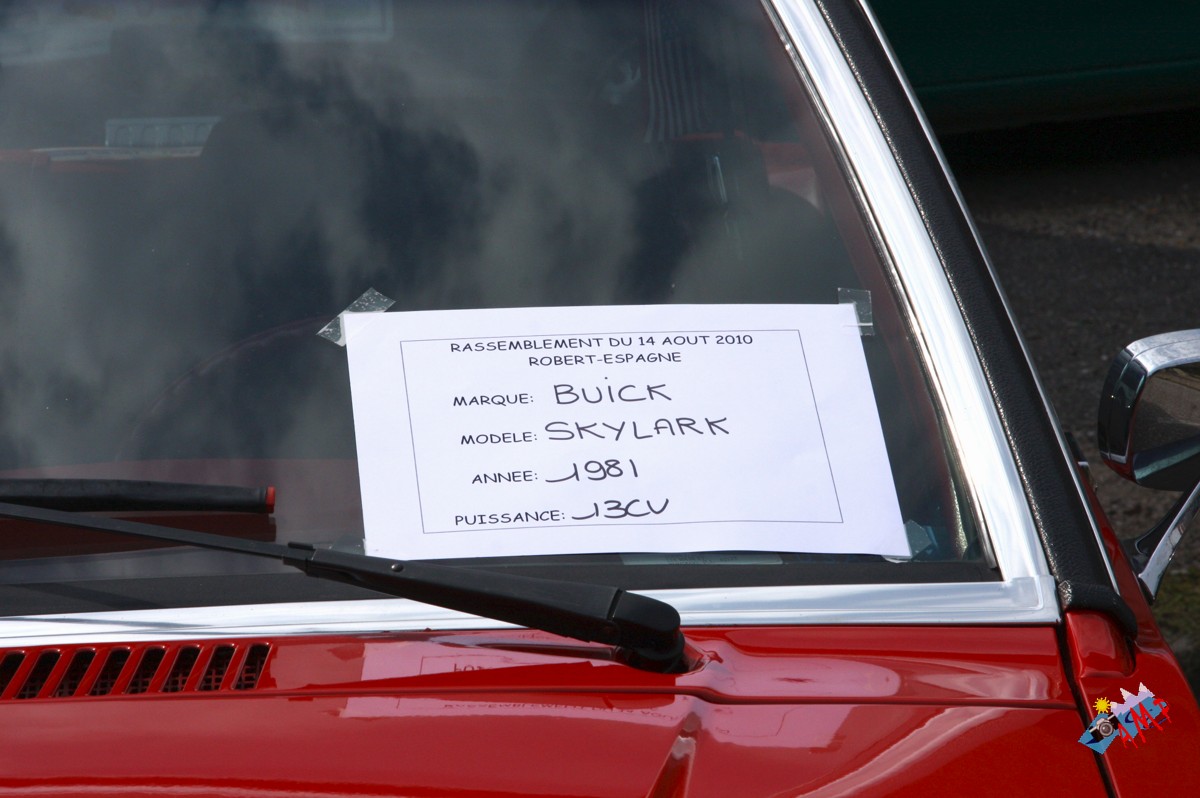 RASSEMBLEMENT DU 14 AOUT 2010
ROBERT-ESPAGNE
MARQUE: BUiCK
MODELE: SKYLARK
ANNEE: 1981
PUISSANCE: 13CV